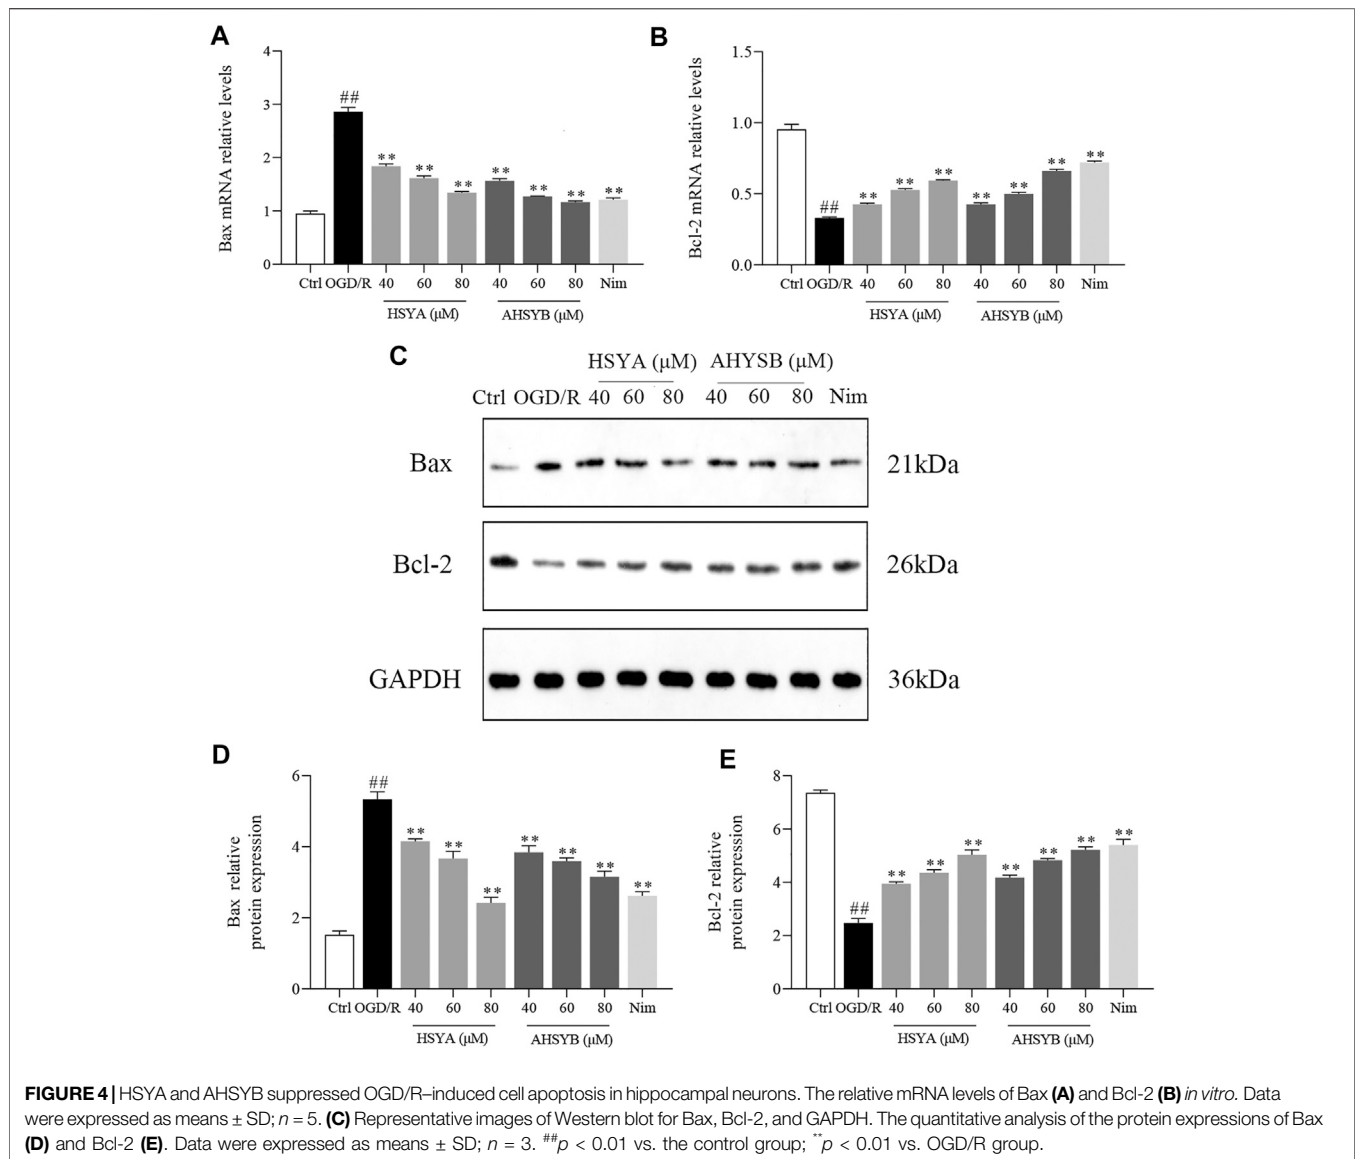 A
Bax mRNA relative levels
4
3
2
1
0
##
** ** ** ** ** ** **
Ctrl OGD/R 40 60 80 40 60 80 Nim
HSYA (μM) AHSYB (μM)
B
Bcl-2 mRNA relative levels
1.5
1.0
0.5
0.0
##
** ** ** ** ** ** **
Ctrl OGD/R 40 60 80 40 60 80 Nim
HSYA (μM) AHSYB (μM)
C
HSYA (μM) AHYSB (μM)
Ctrl OGD/R 40 60 80 40 60 80 Nim
Bax 21kDa
Bcl-2 26kDa
GAPDH 36kDa
D
Bax relative
protein expression
6
4
2
0
##
** ** ** ** ** ** **
Ctrl OGD/R 40 60 80 40 60 80 Nim
HSYA (μM) AHSYB (μM)
E
Bcl-2 relative
protein expression
8
6
4
2
0
##
** ** ** ** ** ** **
Ctrl OGD/R 40 60 80 40 60 80 Nim
HSYA (μM) AHSYB (μM)
FIGURE 4 | HSYA and AHSYB suppressed OGD/R–induced cell apoptosis in hippocampal neurons. The relative mRNA levels of Bax (A) and Bcl-2 (B) in vitro. Data
were expressed as means ± SD; n = 5. (C) Representative images of Western blot for Bax, Bcl-2, and GAPDH. The quantitative analysis of the protein expressions of Bax
(D) and Bcl-2 (E). Data were expressed as means ± SD; n = 3. ##p < 0.01 vs. the control group; **p < 0.01 vs. OGD/R group.